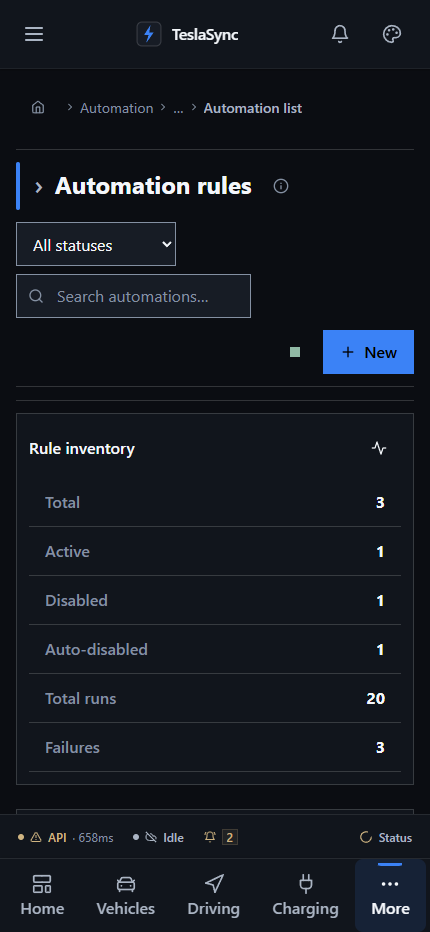 TeslaSync
Automation ... Automation list
Automation rules
All statuses
Search automations...
+ New
Rule inventory
Total 3
Active 1
Disabled 1
Auto-disabled 1
Total runs 20
Failures 3
API · 658ms Idle 2 Status
Home Vehicles Driving Charging More